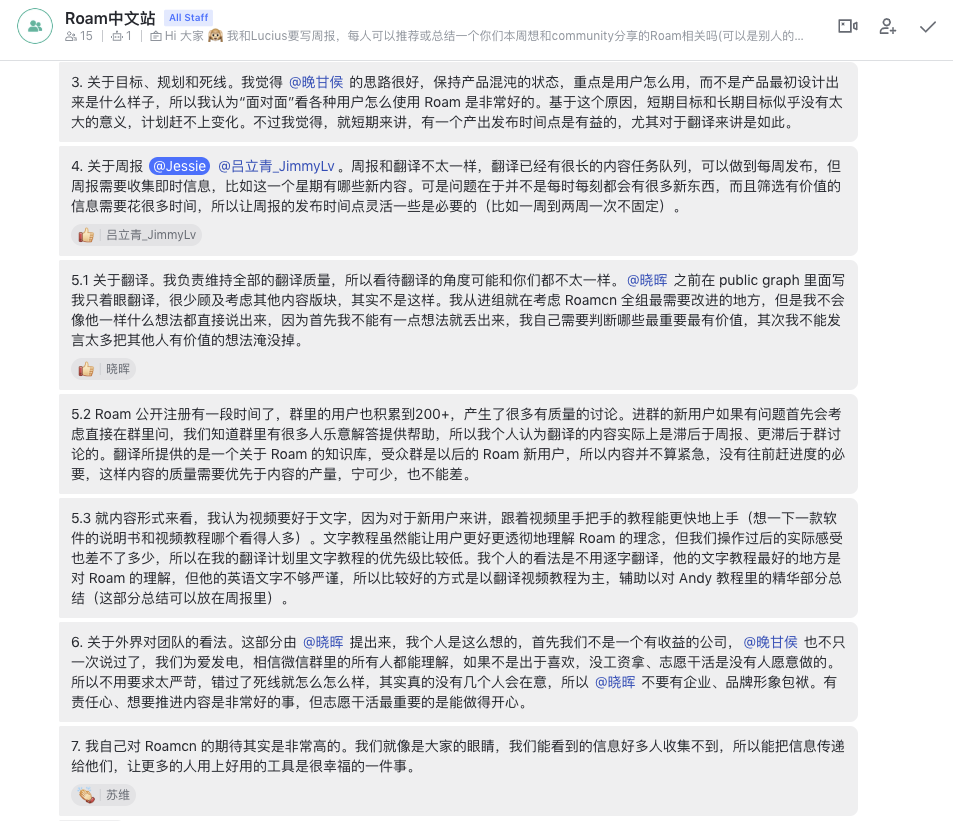 Roam中文站 All Staff
15 | 1 | Hi 大家 我和Lucius要写周报，每人可以推荐或总结一个你们本周想和community分享的Roam相关吗(可以是别人的...
3. 关于目标、规划和死线。我觉得 @晚甘侯 的思路很好，保持产品混沌的状态，重点是用户怎么用，而不是产品最初设计出
来是什么样子，所以我认为“面对面”看各种用户怎么使用 Roam 是非常好的。基于这个原因，短期目标和长期目标似乎没有太
大的意义，计划赶不上变化。不过我觉得，就短期来讲，有一个产出发布时间点是有益的，尤其对于翻译来讲是如此。
4. 关于周报 @Jessie @吕立青_JimmyLv 。周报和翻译不太一样，翻译已经有很长的内容任务队列，可以做到每周发布，但
周报需要收集即时信息，比如这一个星期有哪些新内容。可是问题在于并不是每时每刻都会有很多新东西，而且筛选有价值的
信息需要花很多时间，所以让周报的发布时间点灵活一些是必要的（比如一周到两周一次不固定）。
吕立青_JimmyLv
5.1 关于翻译。我负责维持全部的翻译质量，所以看待翻译的角度可能和你们都不太一样。 @晓晖 之前在 public graph 里面写
我只着眼翻译，很少顾及考虑其他内容版块，其实不是这样。我从进组就在考虑 Roamcn 全组最需要改进的地方，但是我不会
像他一样什么想法都直接说出来，因为首先我不能有一点想法就丢出来，我自己需要判断哪些最重要最有价值，其次我不能发
言太多把其他人有价值的想法淹没掉。
晓晖
5.2 Roam 公开注册有一段时间了，群里的用户也积累到200+，产生了很多有质量的讨论。进群的新用户如果有问题首先会考
虑直接在群里问，我们知道群里有很多人乐意解答提供帮助，所以我个人认为翻译的内容实际上是滞后于周报、更滞后于群讨
论的。翻译所提供的是一个关于 Roam 的知识库，受众群是以后的 Roam 新用户，所以内容并不算紧急，没有往前赶进度的必
要，这样内容的质量需要优先于内容的产量，宁可少，也不能差。
5.3 就内容形式来看，我认为视频要好于文字，因为对于新用户来讲，跟着视频里手把手的教程能更快地上手（想一下一款软
件的说明书和视频教程哪个看得人多）。文字教程虽然能让用户更好更透彻地理解 Roam 的理念，但我们操作过后的实际感受
也差不了多少，所以在我的翻译计划里文字教程的优先级比较低。我个人的看法是不用逐字翻译，他的文字教程最好的地方是
对 Roam 的理解，但他的英语文字不够严谨，所以比较好的方式是以翻译视频教程为主，辅助以对 Andy 教程里的精华部分总
结（这部分总结可以放在周报里）。
6. 关于外界对团队的看法。这部分由 @晓晖 提出来，我个人是这么想的，首先我们不是一个有收益的公司， @晚甘侯 也不只
一次说过了，我们为爱发电，相信微信群里的所有人都能理解，如果不是出于喜欢，没工资拿、志愿干活是没有人愿意做的。
所以不用要求太严苛，错过了死线就怎么怎么样，其实真的没有几个人会在意，所以 @晓晖 不要有企业、品牌形象包袱。有
责任心、想要推进内容是非常好的事，但志愿干活最重要的是能做得开心。
7. 我自己对 Roamcn 的期待其实是非常高的。我们就像是大家的眼睛，我们能看到的信息好多人收集不到，所以能把信息传递
给他们，让更多的人用上好用的工具是很幸福的一件事。
苏维